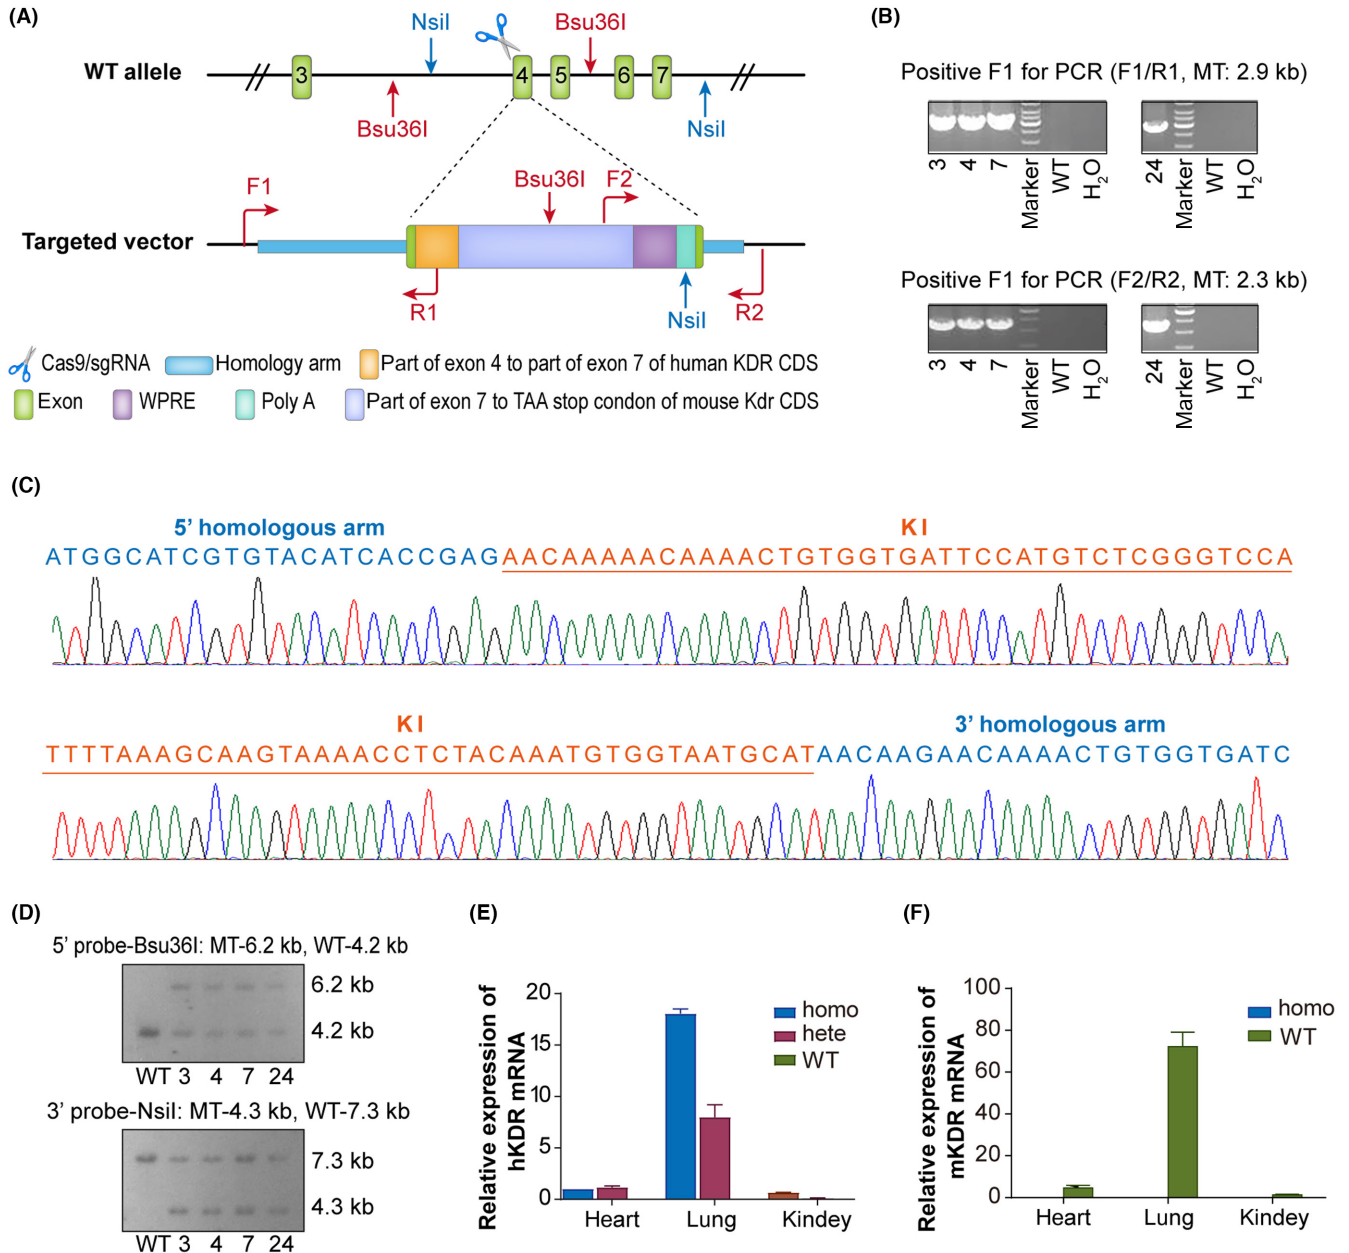 (A)
NsiI
Bsu36I
WT allele
3
4
5
6
7
Bsu36I
NsiI
Bsu36I
F2
F1
Targeted vector
R1
NsiI
R2
Cas9/sgRNA
Homology arm
Part of exon 4 to part of exon 7 of human KDR CDS
Exon
WPRE
Poly A
Part of exon 7 to TAA stop condon of mouse Kdr CDS
(B)
Positive F1 for PCR (F1/R1, MT: 2.9 kb)
3 4 7 Marker WT H2O
24 Marker WT H2O
Positive F1 for PCR (F2/R2, MT: 2.3 kb)
3 4 7 Marker WT H2O
24 Marker WT H2O
(C)
5’ homologous arm
KI
ATGGCATCGTGTACATCACCGAGAACAAAAACAAAACTGTGGTGATTCCATGTCTCGGGTCCA
KI
3’ homologous arm
TTTTAAAGCAAGTAAAACCTCTACAAATGTGGTAATGCATAACAAGAACAAAACTGTGGTGATC
(D)
5’ probe-Bsu36I: MT-6.2 kb, WT-4.2 kb
6.2 kb
4.2 kb
WT 3 4 7 24
3’ probe-NsiI: MT-4.3 kb, WT-7.3 kb
7.3 kb
4.3 kb
WT 3 4 7 24
(E)
Relative expression of
hKDR mRNA
20
15
10
5
0
homo
hete
WT
Heart
Lung
Kindey
(F)
Relative expression of
mKDR mRNA
100
80
60
40
20
0
homo
WT
Heart
Lung
Kindey